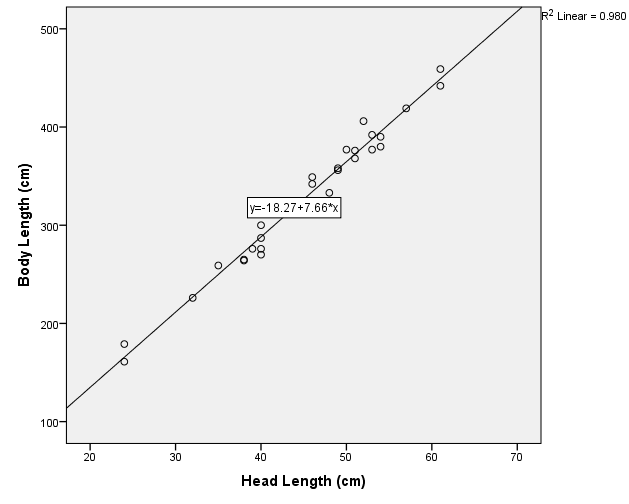 R2 Linear = 0.980
500
400
300
200
100
Body Length (cm)
y=-18.27+7.66*x
20 30 40 50 60 70
Head Length (cm)